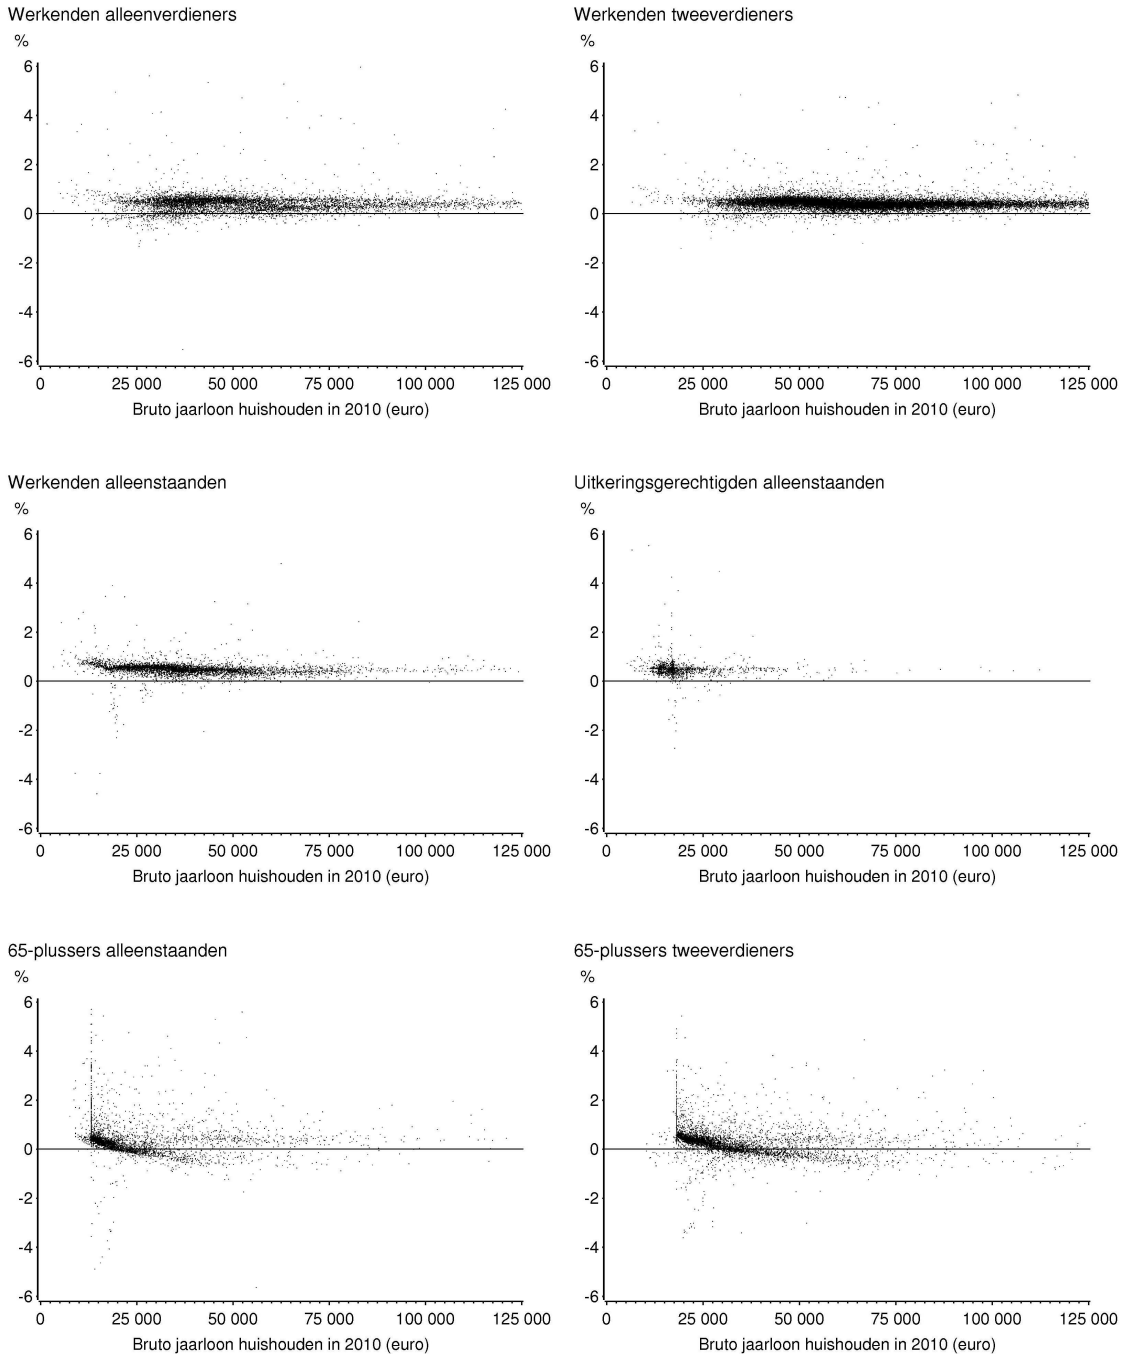 Werkenden alleenverdieners
%
6
4
2
0
-2
-4
-6
0 25 000 50 000 75 000 100 000 125 000
Bruto jaarloon huishouden in 2010 (euro)
Werkenden tweeverdieners
%
6
4
2
0
-2
-4
-6
0 25 000 50 000 75 000 100 000 125 000
Bruto jaarloon huishouden in 2010 (euro)
Werkenden alleenstaanden
%
6
4
2
0
-2
-4
-6
0 25 000 50 000 75 000 100 000 125 000
Bruto jaarloon huishouden in 2010 (euro)
Uitkeringsgerechtigden alleenstaanden
%
6
4
2
0
-2
-4
-6
0 25 000 50 000 75 000 100 000 125 000
Bruto jaarloon huishouden in 2010 (euro)
65-plussers alleenstaanden
%
6
4
2
0
-2
-4
-6
0 25 000 50 000 75 000 100 000 125 000
Bruto jaarloon huishouden in 2010 (euro)
65-plussers tweeverdieners
%
6
4
2
0
-2
-4
-6
0 25 000 50 000 75 000 100 000 125 000
Bruto jaarloon huishouden in 2010 (euro)